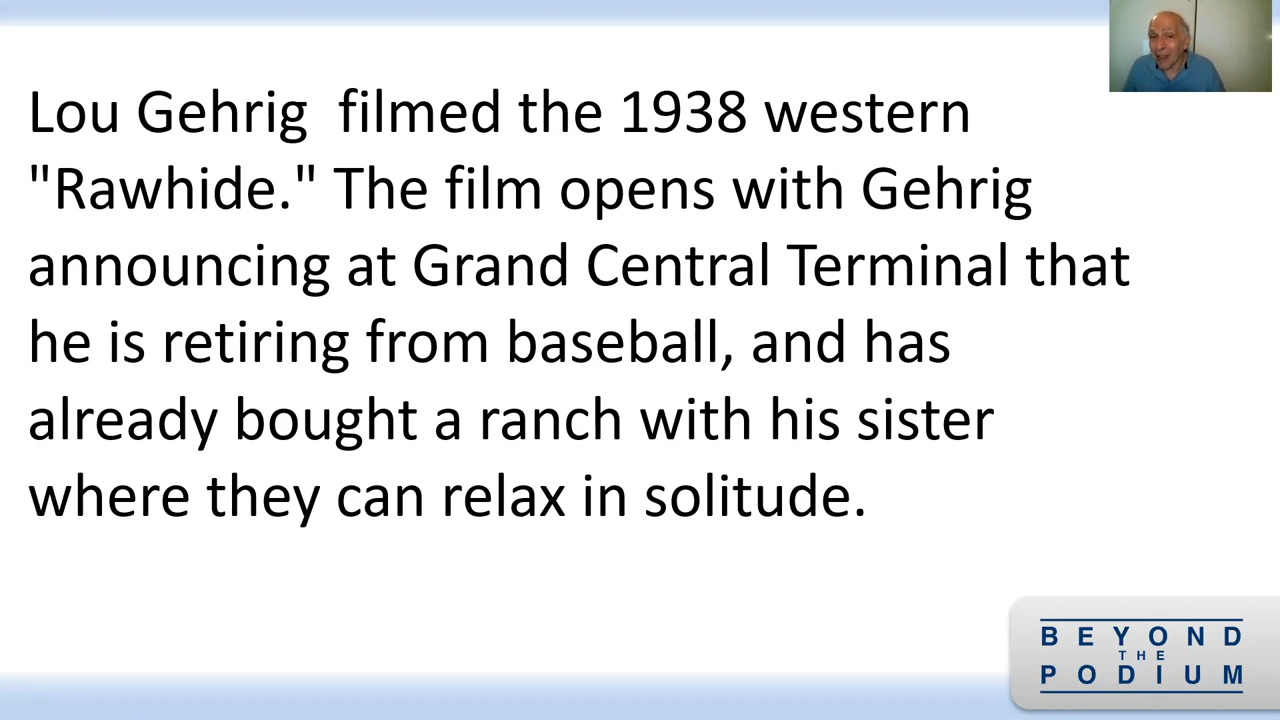 Lou Gehrig  filmed the 1938 western
"Rawhide." The film opens with Gehrig
announcing at Grand Central Terminal that
he is retiring from baseball, and has
already bought a ranch with his sister
where they can relax in solitude.
BEYOND
THE
PODIUM